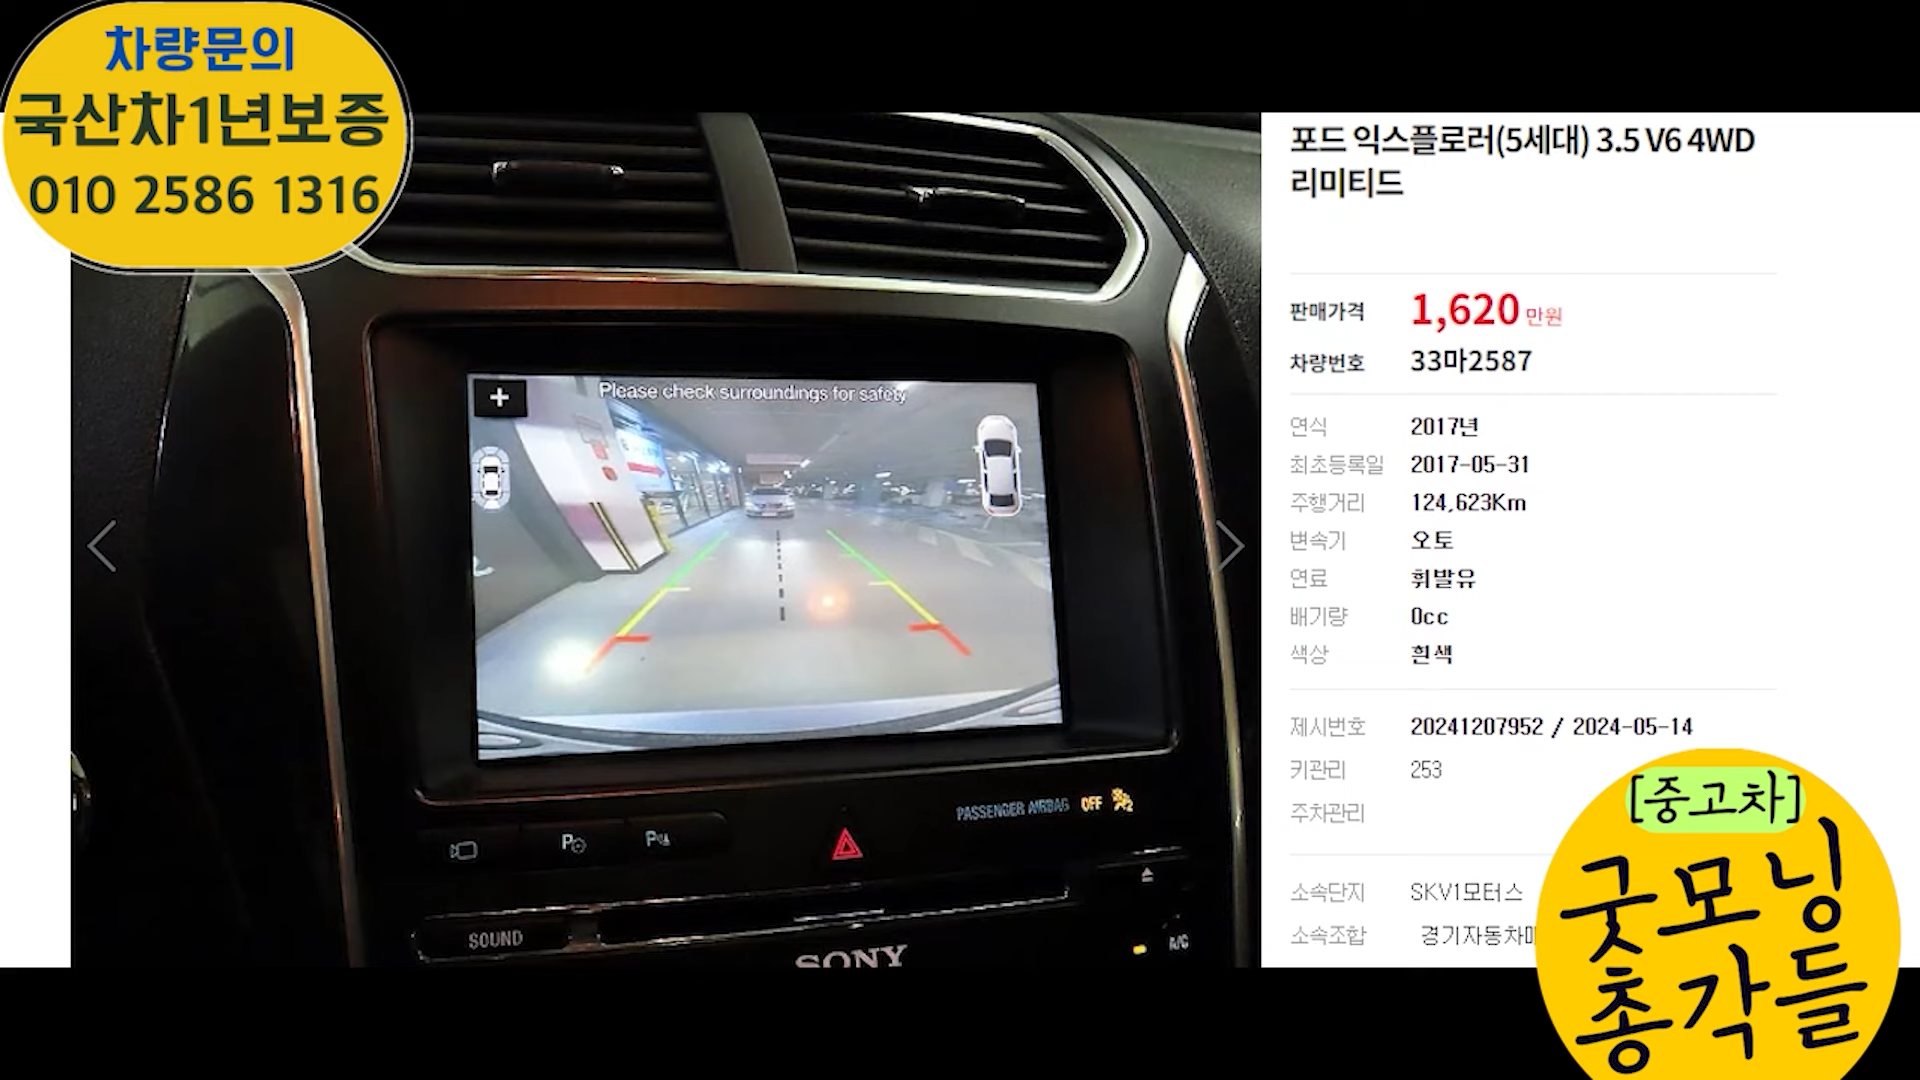 차량문의
국산차1년보증
010 2586 1316
Please check surroundings for safety
PASSENGER AIRBAG OFF
SOUND
SONY
A/C
포드 익스플로러(5세대) 3.5 V6 4WD
리미티드
판매가격 1,620 만원
차량번호 33마2587
연식 2017년
최초등록일 2017-05-31
주행거리 124,623Km
변속기 오토
연료 휘발유
배기량 0cc
색상 흰색
제시번호 20241207952 / 2024-05-14
키관리 253
주차관리
소속단지 SKV1모터스
소속조합 경기자동차매
[중고차]
굿모닝
총각들